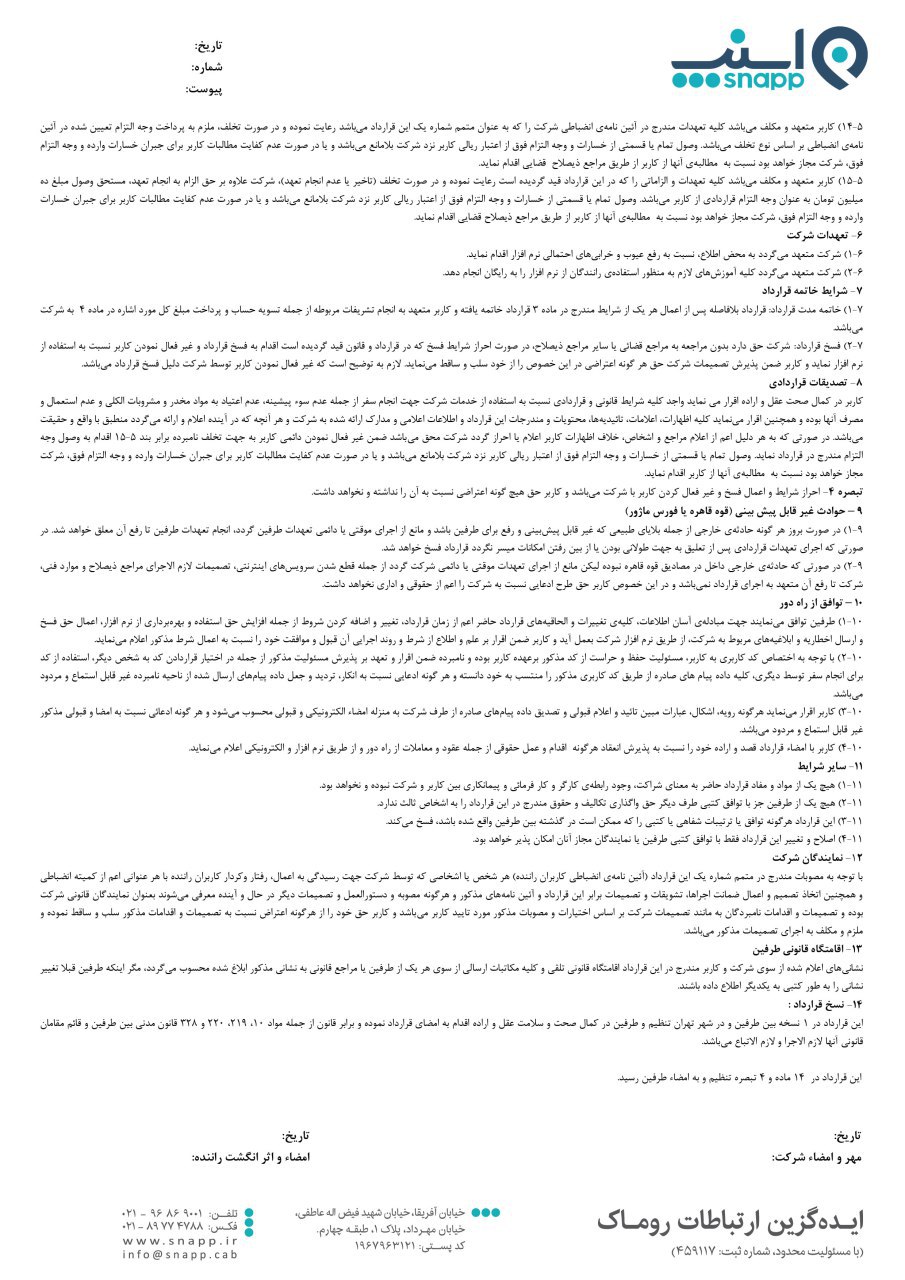 اسنپ
snapp
تاریخ:
شماره:
پیوست:
۱۴-۵) کاربر متعهد و مکلف می‌باشد کلیه تعهدات مندرج در آئین نامه‌ی انضباطی شرکت را که به عنوان متمم شماره یک این قرارداد می‌باشد رعایت نموده و در صورت تخلف، ملزم به پرداخت وجه التزام تعیین شده در آئین
نامه‌ی انضباطی بر اساس نوع تخلف می‌باشد. وصول تمام یا قسمتی از خسارات و وجه التزام فوق از اعتبار ریالی کاربر نزد شرکت بلامانع می‌باشد و یا در صورت عدم کفایت مطالبات کاربر برای جبران خسارات وارده و وجه التزام
فوق، شرکت مجاز خواهد بود نسبت به مطالبه‌ی آنها از کاربر از طریق مراجع ذیصلاح قضایی اقدام نماید.
۱۵-۵) کاربر متعهد و مکلف می‌باشد کلیه تعهدات و الزاماتی را که در این قرارداد قید گردیده است رعایت نموده و در صورت تخلف (تاخیر یا عدم انجام تعهد)، شرکت علاوه بر حق الزام به انجام تعهد، مستحق وصول مبلغ ده
میلیون تومان به عنوان وجه التزام قراردادی از کاربر می‌باشد. وصول تمام یا قسمتی از خسارات و وجه التزام فوق از اعتبار ریالی کاربر نزد شرکت بلامانع می‌باشد و یا در صورت عدم کفایت مطالبات کاربر برای جبران خسارات
وارده و وجه التزام فوق، شرکت مجاز خواهد بود نسبت به مطالبه‌ی آنها از کاربر از طریق مراجع ذیصلاح قضایی اقدام نماید.
۶- تعهدات شرکت
۱-۶) شرکت متعهد می‌گردد به محض اطلاع، نسبت به رفع عیوب و خرابی‌های احتمالی نرم افزار اقدام نماید.
۲-۶) شرکت متعهد می‌گردد کلیه آموزش‌های لازم به منظور استفاده‌ی رانندگان از نرم افزار را به رایگان انجام دهد.
۷- شرایط خاتمه قرارداد
۱-۷) خاتمه مدت قرارداد: قرارداد بلافاصله پس از اعمال هر یک از شرایط مندرج در ماده ۳ قرارداد خاتمه یافته و کاربر متعهد به انجام تشریفات مربوطه از جمله تسویه حساب و پرداخت مبلغ کل مورد اشاره در ماده ۴ به شرکت
می‌باشد.
۲-۷) فسخ قرارداد: شرکت حق دارد بدون مراجعه به مراجع قضائی یا سایر مراجع ذیصلاح، در صورت احراز شرایط فسخ که در قرارداد و قانون قید گردیده است اقدام به فسخ قرارداد و غیر فعال نمودن کاربر نسبت به استفاده از
نرم افزار نماید و کاربر ضمن پذیرش تصمیمات شرکت حق هر گونه اعتراضی در این خصوص را از خود سلب و ساقط می‌نماید. لازم به توضیح است که غیر فعال نمودن کاربر توسط شرکت دلیل فسخ قرارداد می‌باشد.
۸- تصدیقات قراردادی
کاربر در کمال صحت عقل و اراده اقرار می نماید واجد کلیه شرایط قانونی و قراردادی نسبت به استفاده از خدمات شرکت جهت انجام سفر از جمله عدم سوء پیشینه، عدم اعتیاد به مواد مخدر و مشروبات الکلی و عدم استعمال و
مصرف آنها بوده و همچنین اقرار می‌نماید کلیه اظهارات، اعلامات، تائیدیه‌ها، محتویات و مندرجات این قرارداد و اطلاعات اعلامی و مدارک ارائه شده به شرکت و هر آنچه که در آینده اعلام و ارائه می‌گردد منطبق با واقع و حقیقت
می‌باشد. در صورتی که به هر دلیل اعم از اعلام مراجع و اشخاص، خلاف اظهارات کاربر اعلام یا احراز گردد شرکت محق می‌باشد ضمن غیر فعال نمودن دائمی کاربر به جهت تخلف نامبرده برابر بند ۱۵-۵ اقدام به وصول وجه
التزام مندرج در قرارداد نماید. وصول تمام یا قسمتی از خسارات و وجه التزام فوق از اعتبار ریالی کاربر نزد شرکت بلامانع می‌باشد و یا در صورت عدم کفایت مطالبات کاربر برای جبران خسارات وارده و وجه التزام فوق، شرکت
مجاز خواهد بود نسبت به مطالبه‌ی آنها از کاربر اقدام نماید.
تبصره ۴- احراز شرایط و اعمال فسخ و غیر فعال کردن کاربر با شرکت می‌باشد و کاربر حق هیچ گونه اعتراضی نسبت به آن را نداشته و نخواهد داشت.
۹ – حوادث غیر قابل پیش بینی (قوه قاهره یا فورس ماژور)
۱-۹) در صورت بروز هر گونه حادثه‌ی خارجی از جمله بلایای طبیعی که غیر قابل پیش‌بینی و رفع برای طرفین باشد و مانع از اجرای موقتی یا دائمی تعهدات طرفین گردد، انجام تعهدات طرفین تا رفع آن معلق خواهد شد. در
صورتی که اجرای تعهدات قراردادی پس از تعلیق به جهت طولانی بودن یا از بین رفتن امکانات میسر نگردد قرارداد فسخ خواهد شد.
۲-۹) در صورتی که حادثه‌ی خارجی داخل در مصادیق قوه قاهره نبوده لیکن مانع از اجرای تعهدات موقتی یا دائمی شرکت گردد از جمله قطع شدن سرویس‌های اینترنتی، تصمیمات لازم الاجرای مراجع ذیصلاح و موارد فنی،
شرکت تا رفع آن متعهد به اجرای قرارداد نمی‌باشد و در این خصوص کاربر حق طرح ادعایی نسبت به شرکت را اعم از حقوقی و اداری نخواهد داشت.
۱۰ – توافق از راه دور
۱-۱۰) طرفین توافق می‌نمایند جهت مبادله‌ی آسان اطلاعات، کلیه‌ی تغییرات و الحاقیه‌های قرارداد حاضر اعم از زمان قرارداد، تغییر و اضافه کردن شروط از جمله افزایش حق استفاده و بهره‌برداری از نرم افزار، اعمال حق فسخ
و ارسال اخطاریه و ابلاغیه‌های مربوط به شرکت، از طریق نرم افزار شرکت بعمل آید و کاربر ضمن اقرار بر علم و اطلاع از شرط و روند اجرایی آن قبول و موافقت خود را نسبت به اعمال شرط مذکور اعلام می‌نماید.
۲-۱۰) با توجه به اختصاص کد کاربری به کاربر، مسئولیت حفظ و حراست از کد مذکور برعهده کاربر بوده و نامبرده ضمن اقرار و تعهد بر پذیرش مسئولیت مذکور از جمله در اختیار قراردادن کد به شخص دیگر، استفاده از کد
برای انجام سفر توسط دیگری، کلیه داده پیام های صادره از طریق کد کاربری مذکور را منتسب به خود دانسته و هر گونه ادعایی نسبت به انکار، تردید و جعل داده پیام‌های ارسال شده از ناحیه نامبرده غیر قابل استماع و مردود
می‌باشد.
۳-۱۰) کاربر اقرار می‌نماید هرگونه رویه، اشکال، عبارات مبین تائید و اعلام قبولی و تصدیق داده پیام‌های صادره از طرف شرکت به منزله امضاء الکترونیکی و قبولی محسوب می‌شود و هر گونه ادعائی نسبت به امضا و قبولی مذکور
غیر قابل استماع و مردود می‌باشد.
۴-۱۰) کاربر با امضاء قرارداد قصد و اراده خود را نسبت به پذیرش انعقاد هرگونه اقدام و عمل حقوقی از جمله عقود و معاملات از راه دور و از طریق نرم افزار و الکترونیکی اعلام می‌نماید.
۱۱- سایر شرایط
۱-۱۱) هیچ یک از مواد و مفاد قرارداد حاضر به معنای شراکت، وجود رابطه‌ی کارگر و کار فرمائی و پیمانکاری بین کاربر و شرکت نبوده و نخواهد بود.
۲-۱۱) هیچ یک از طرفین جز با توافق کتبی طرف دیگر حق واگذاری تکالیف و حقوق مندرج در این قرارداد را به اشخاص ثالث ندارد.
۳-۱۱) این قرارداد هرگونه توافق یا ترتیبات شفاهی یا کتبی را که ممکن است در گذشته بین طرفین واقع شده باشد، فسخ می‌کند.
۴-۱۱) اصلاح و تغییر این قرارداد فقط با توافق کتبی طرفین یا نمایندگان مجاز آنان امکان پذیر خواهد بود.
۱۲- نمایندگان شرکت
با توجه به مصوبات مندرج در متمم شماره یک این قرارداد (آئین نامه‌ی انضباطی کاربران راننده) هر شخص یا اشخاصی که توسط شرکت جهت رسیدگی به اعمال، رفتار وکردار کاربران راننده با هر عنوانی اعم از کمیته انضباطی
و همچنین اتخاذ تصمیم و اعمال ضمانت اجراها، تشویقات و تصمیمات برابر این قرارداد و آئین نامه‌های مذکور و هرگونه مصوبه و دستورالعمل و تصمیمات دیگر در حال و آینده معرفی می‌شوند بعنوان نمایندگان قانونی شرکت
بوده و تصمیمات و اقدامات نامبردگان به مانند تصمیمات شرکت بر اساس اختیارات و مصوبات مذکور مورد تایید کاربر می‌باشد و کاربر حق خود را از هرگونه اعتراض نسبت به تصمیمات و اقدامات مذکور سلب و ساقط نموده و
ملزم و مکلف به اجرای تصمیمات مذکور می‌باشد.
۱۳- اقامتگاه قانونی طرفین
نشانی‌های اعلام شده از سوی شرکت و کاربر مندرج در این قرارداد اقامتگاه قانونی تلقی و کلیه مکاتبات ارسالی از سوی هر یک از طرفین یا مراجع قانونی به نشانی مذکور ابلاغ شده محسوب می‌گردد، مگر اینکه طرفین قبلا تغییر
نشانی را به طور کتبی به یکدیگر اطلاع داده باشند.
۱۴- نسخ قرارداد :
این قرارداد در ۱ نسخه بین طرفین و در شهر تهران تنظیم و طرفین در کمال صحت و سلامت عقل و اراده اقدام به امضای قرارداد نموده و برابر قانون از جمله مواد ۱۰، ۲۱۹، ۲۲۰ و ۳۲۸ قانون مدنی بین طرفین و قائم مقامان
قانونی آنها لازم الاجرا و لازم الاتباع می‌باشد.
این قرارداد در ۱۴ ماده و ۴ تبصره تنظیم و به امضاء طرفین رسید.
تاریخ:
مهر و امضاء شرکت:
تاریخ:
امضاء و اثر انگشت راننده:
ایـده‌گزین ارتباطات رومـاک
(با مسئولیت محدود، شماره ثبت: ۴۵۹۱۱۷)
خیابان آفریقا، خیابان شهید فیض اله عاطفی،
خیابان مهـرداد، پلاک ۱، طبقـه چهارم.
کد پسـتی: ۱۹۶۷۹۶۳۱۲۱
تلفـن: ۹۰۰۱ ۸۶ ۹۶ - ۰۲۱
فکـس: ۴۷۸۸ ۷۷ ۸۹ - ۰۲۱
www.snapp.ir
info@snapp.cab